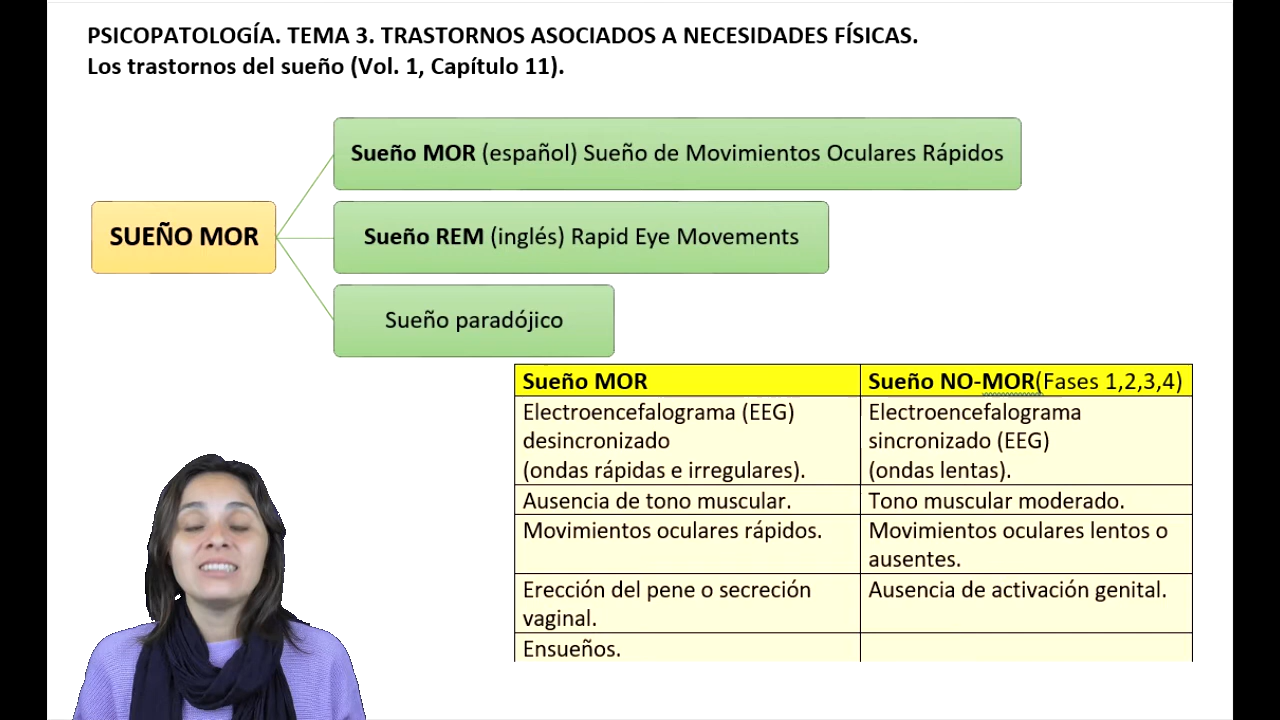 PSICOPATOLOGÍA. TEMA 3. TRASTORNOS ASOCIADOS A NECESIDADES FÍSICAS.
Los trastornos del sueño (Vol. 1, Capítulo 11).
SUEÑO MOR
Sueño MOR (español) Sueño de Movimientos Oculares Rápidos
Sueño REM (inglés) Rapid Eye Movements
Sueño paradójico
Sueño MOR
Sueño NO-MOR(Fases 1,2,3,4)
Electroencefalograma (EEG)
desincronizado
(ondas rápidas e irregulares).
Electroencefalograma
sincronizado (EEG)
(ondas lentas).
Ausencia de tono muscular.
Tono muscular moderado.
Movimientos oculares rápidos.
Movimientos oculares lentos o
ausentes.
Erección del pene o secreción
vaginal.
Ausencia de activación genital.
Ensueños.